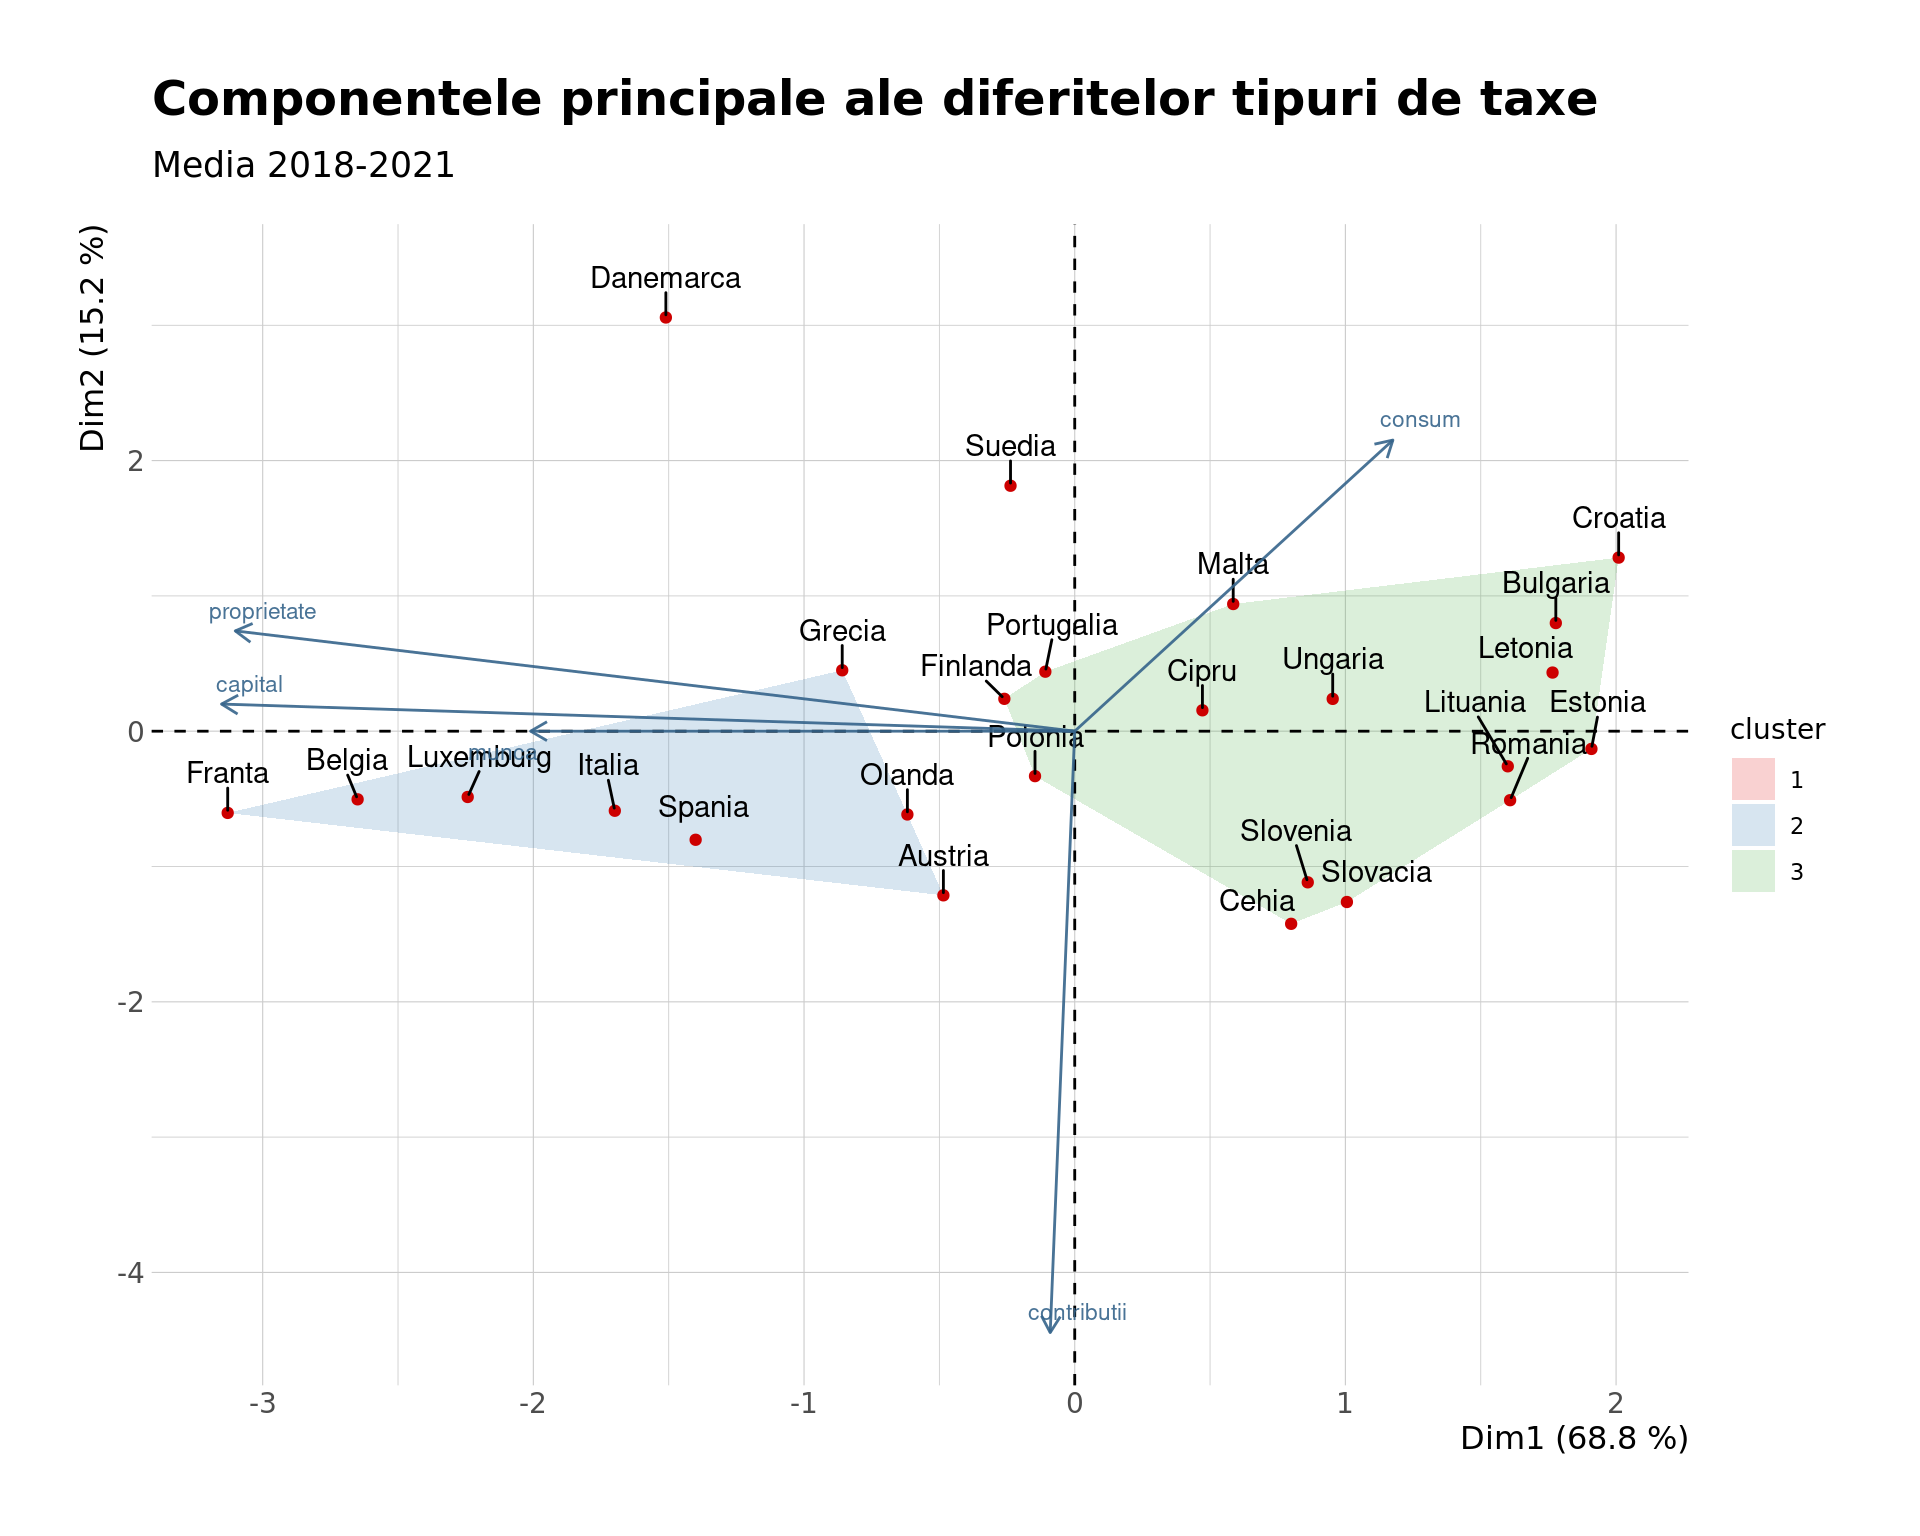 Componentele principale ale diferitelor tipuri de taxe
Media 2018-2021
Dim2 (15.2 %)
Danemarca
consum
Suedia
2
Croatia
Malta
Bulgaria
proprietate
Portugalia
Grecia
Letonia
Ungaria
Finlanda
Cipru
capital
Lituania
Estonia
0
cluster
Polonia
Romania
munca
Luxemburg
Belgia
Italia
Franta
Olanda
1
Spania
2
Slovenia
Austria
Slovacia
3
Cehia
-2
-4
contributii
-3
-2
-1
0
1
2
Dim1 (68.8 %)